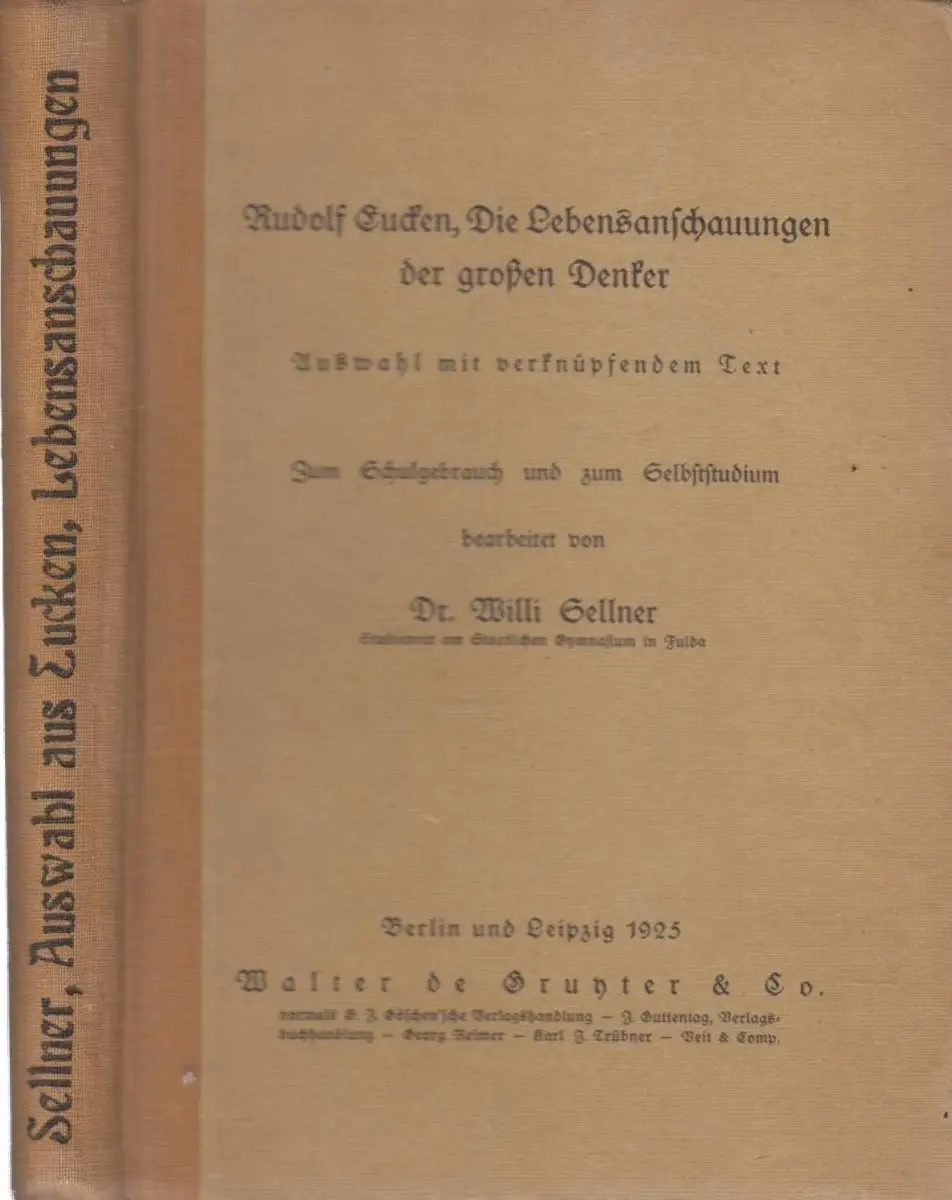 Sellner, Auswahl aus Eucken, Lebensanschauungen
Rudolf Eucken, Die Lebensanschauungen
der großen Denker
Auswahl mit verknüpfendem Text
Zum Schulgebrauch und zum Selbststudium
bearbeitet von
Dr. Willi Sellner
Studienrat am Staatlichen Gymnasium in Fulda
Berlin und Leipzig 1925
Walter de Gruyter & Co.
vormals G. J. Göschen'sche Verlagshandlung — J. Guttentag, Verlags-
buchhandlung — Georg Reimer — Karl J. Trübner — Veit & Comp.